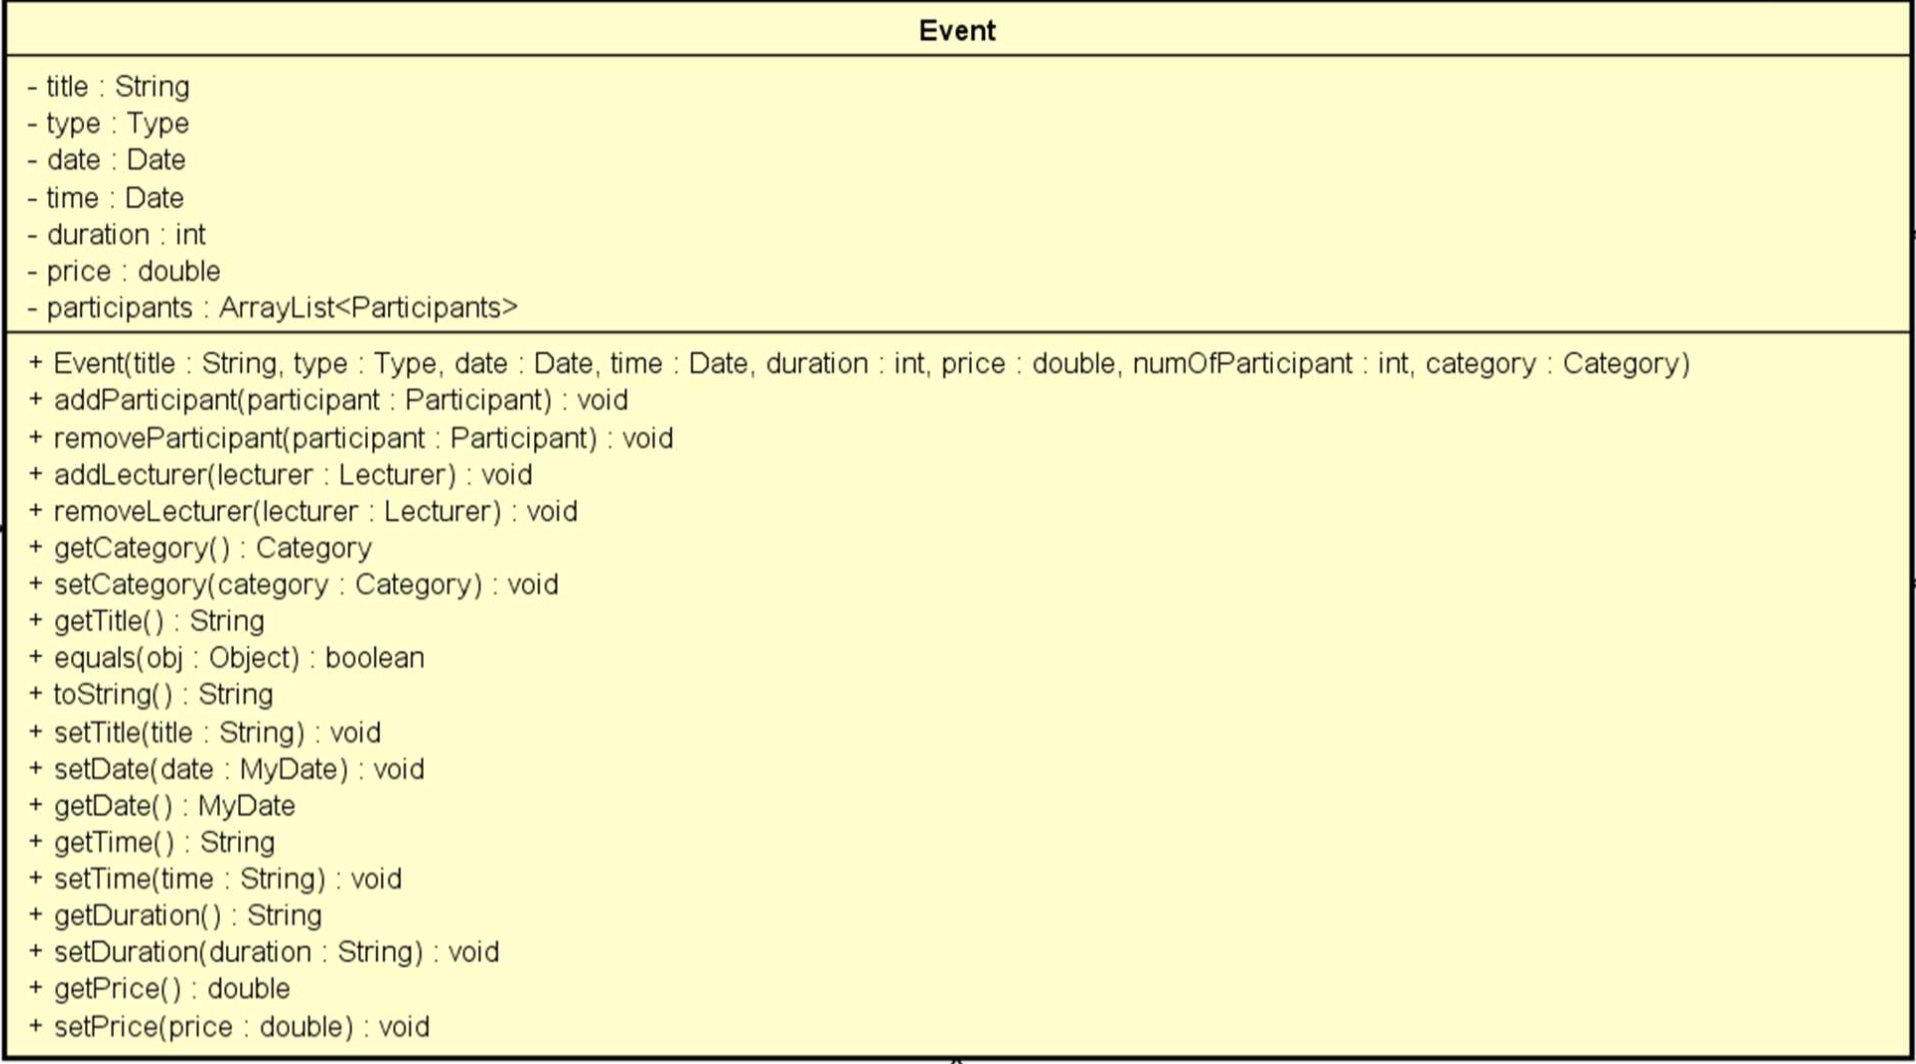 Event
- title : String
- type : Type
- date : Date
- time : Date
- duration : int
- price : double
- participants : ArrayList<Participants>
+ Event(title : String, type : Type, date : Date, time : Date, duration : int, price : double, numOfParticipant : int, category : Category)
+ addParticipant(participant : Participant) : void
+ removeParticipant(participant : Participant) : void
+ addLecturer(lecturer : Lecturer) : void
+ removeLecturer(lecturer : Lecturer) : void
+ getCategory() : Category
+ setCategory(category : Category) : void
+ getTitle() : String
+ equals(obj : Object) : boolean
+ toString() : String
+ setTitle(title : String) : void
+ setDate(date : MyDate) : void
+ getDate() : MyDate
+ getTime() : String
+ setTime(time : String) : void
+ getDuration() : String
+ setDuration(duration : String) : void
+ getPrice() : double
+ setPrice(price : double) : void